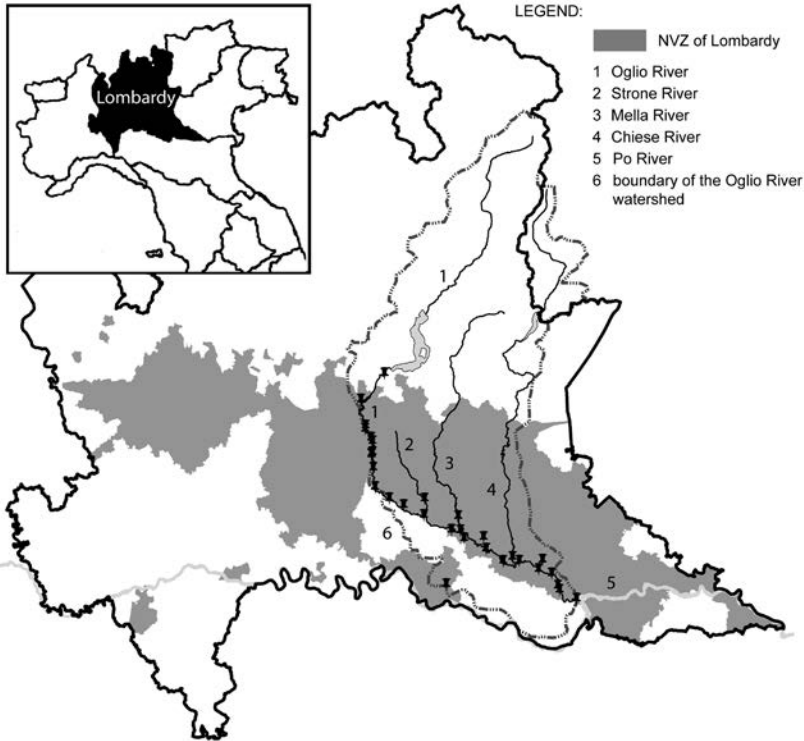 LEGEND:
NVZ of Lombardy
1 Oglio River
2 Strone River
3 Mella River
4 Chiese River
5 Po River
6 boundary of the Oglio River
watershed
Lombardy
1
1
2
3
4
6
5